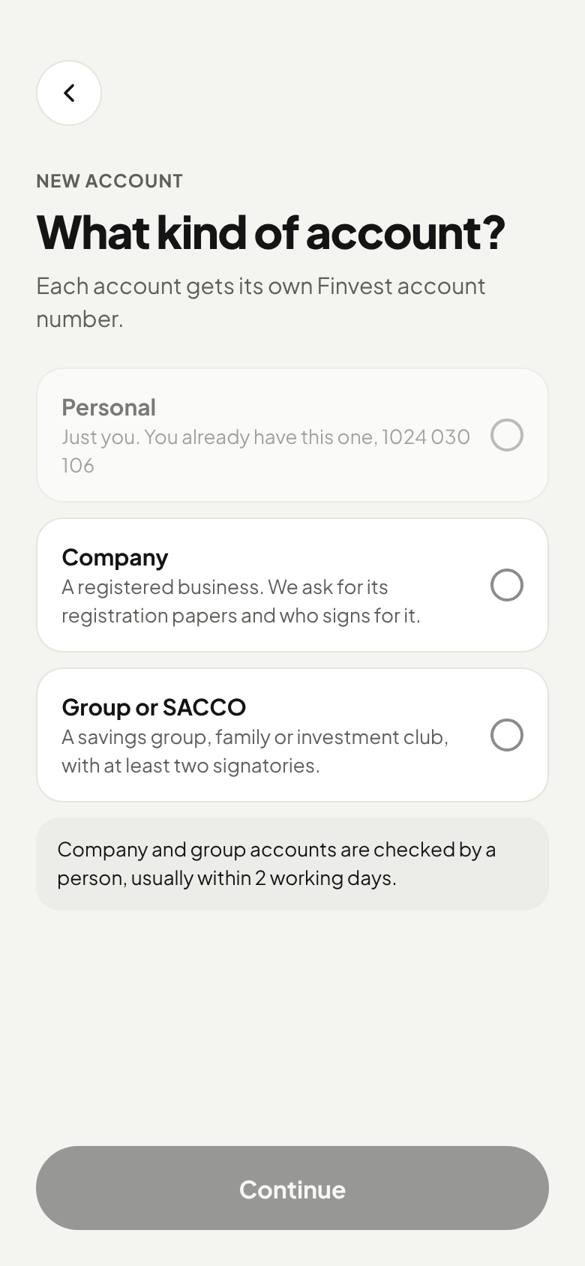 NEW ACCOUNT
What kind of account?
Each account gets its own Finvest account
number.
Personal
Just you. You already have this one, 1024 030
106
Company
A registered business. We ask for its
registration papers and who signs for it.
Group or SACCO
A savings group, family or investment club,
with at least two signatories.
Company and group accounts are checked by a
person, usually within 2 working days.
Continue